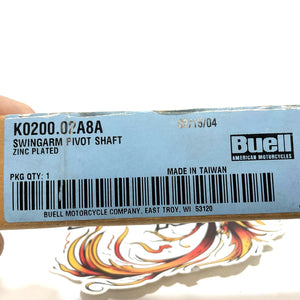 K0200.02A8A
SWINGARM PIVOT SHAFT
ZINC PLATED
Buell
AMERICAN MOTORCYCLES
PKG QTY: 1
MADE IN TAIWAN
BUELL MOTORCYCLE COMPANY, EAST TROY, WI 53120